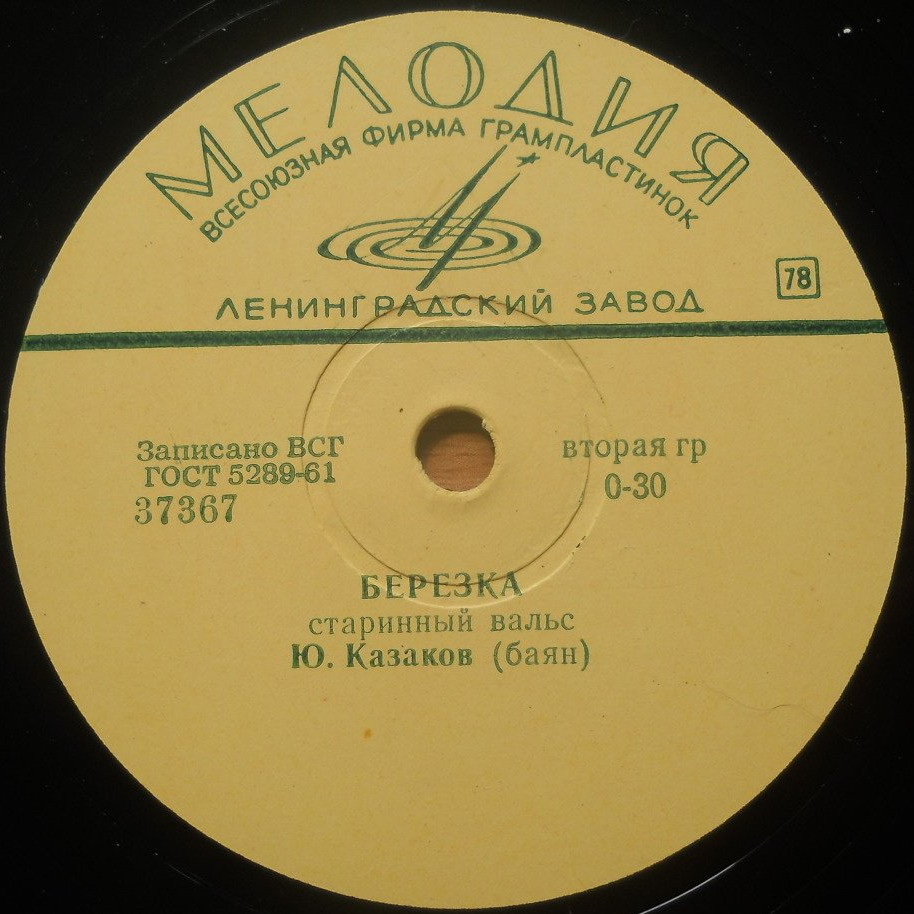 МЕЛОДИЯ
ВСЕСОЮЗНАЯ ФИРМА ГРАМПЛАСТИНОК
78
ЛЕНИНГРАДСКИЙ ЗАВОД
Записано ВСГ
ГОСТ 5289-61
37367
вторая гр
0-30
БЕРЕЗКА
старинный вальс
Ю. Казаков (баян)